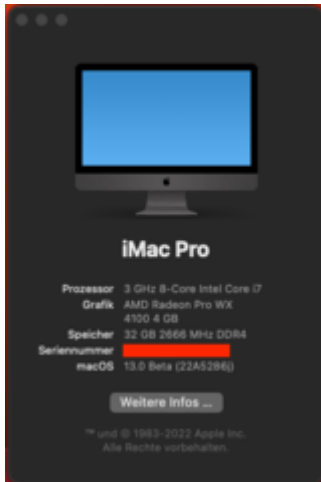 iMac Pro
Prozessor 3 GHz 8-Core Intel Core i7
Grafik AMD Radeon Pro WX
4100 4 GB
Speicher 32 GB 2666 MHz DDR4
Seriennummer
macOS 13.0 Beta (22A5286j)
Weitere Infos ...
™ und © 1983-2022 Apple Inc.
Alle Rechte vorbehalten.